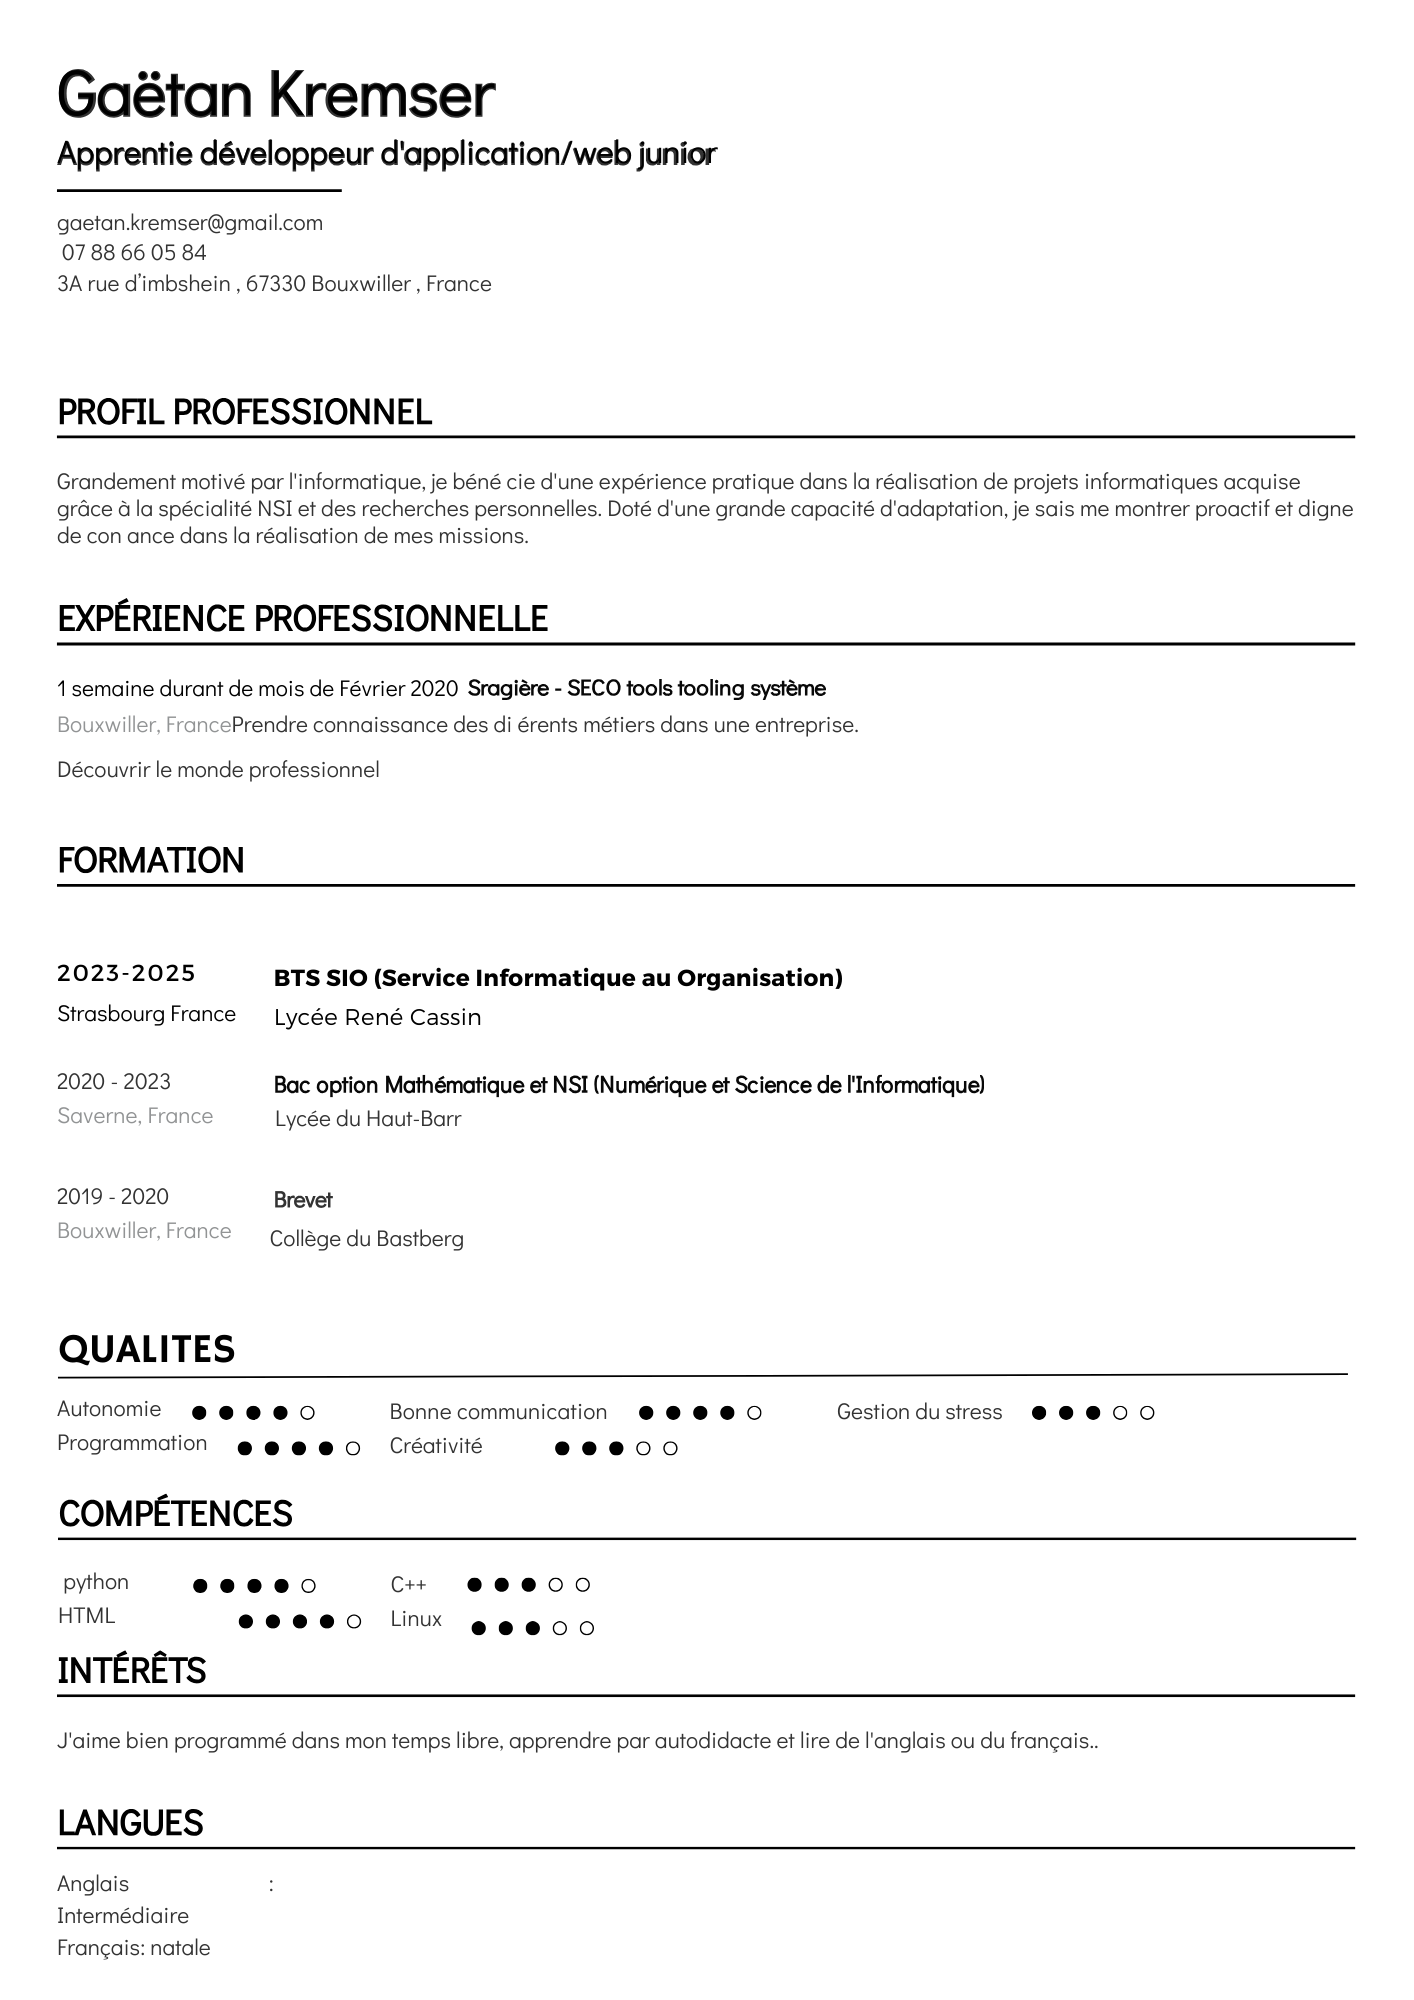 Gaëtan Kremser
Apprentie développeur d'application/web junior
gaetan.kremser@gmail.com
07 88 66 05 84
3A rue d’imbshein , 67330 Bouxwiller , France
PROFIL PROFESSIONNEL
Grandement motivé par l'informatique, je béné cie d'une expérience pratique dans la réalisation de projets informatiques acquise
grâce à la spécialité NSI et des recherches personnelles. Doté d'une grande capacité d'adaptation, je sais me montrer proactif et digne
de con ance dans la réalisation de mes missions.
EXPÉRIENCE PROFESSIONNELLE
1 semaine durant de mois de Février 2020 Sragière - SECO tools tooling système
Bouxwiller, FrancePrendre connaissance des di érents métiers dans une entreprise.
Découvrir le monde professionnel
FORMATION
2023-2025 BTS SIO (Service Informatique au Organisation)
Strasbourg France Lycée René Cassin
2020 - 2023 Bac option Mathématique et NSI (Numérique et Science de l'Informatique)
Saverne, France Lycée du Haut-Barr
2019 - 2020 Brevet
Bouxwiller, France Collège du Bastberg
QUALITES
Autonomie Bonne communication Gestion du stress
Programmation Créativité
COMPÉTENCES
python C++
HTML Linux
INTÉRÊTS
J'aime bien programmé dans mon temps libre, apprendre par autodidacte et lire de l'anglais ou du français..
LANGUES
Anglais :
Intermédiaire
Français: natale